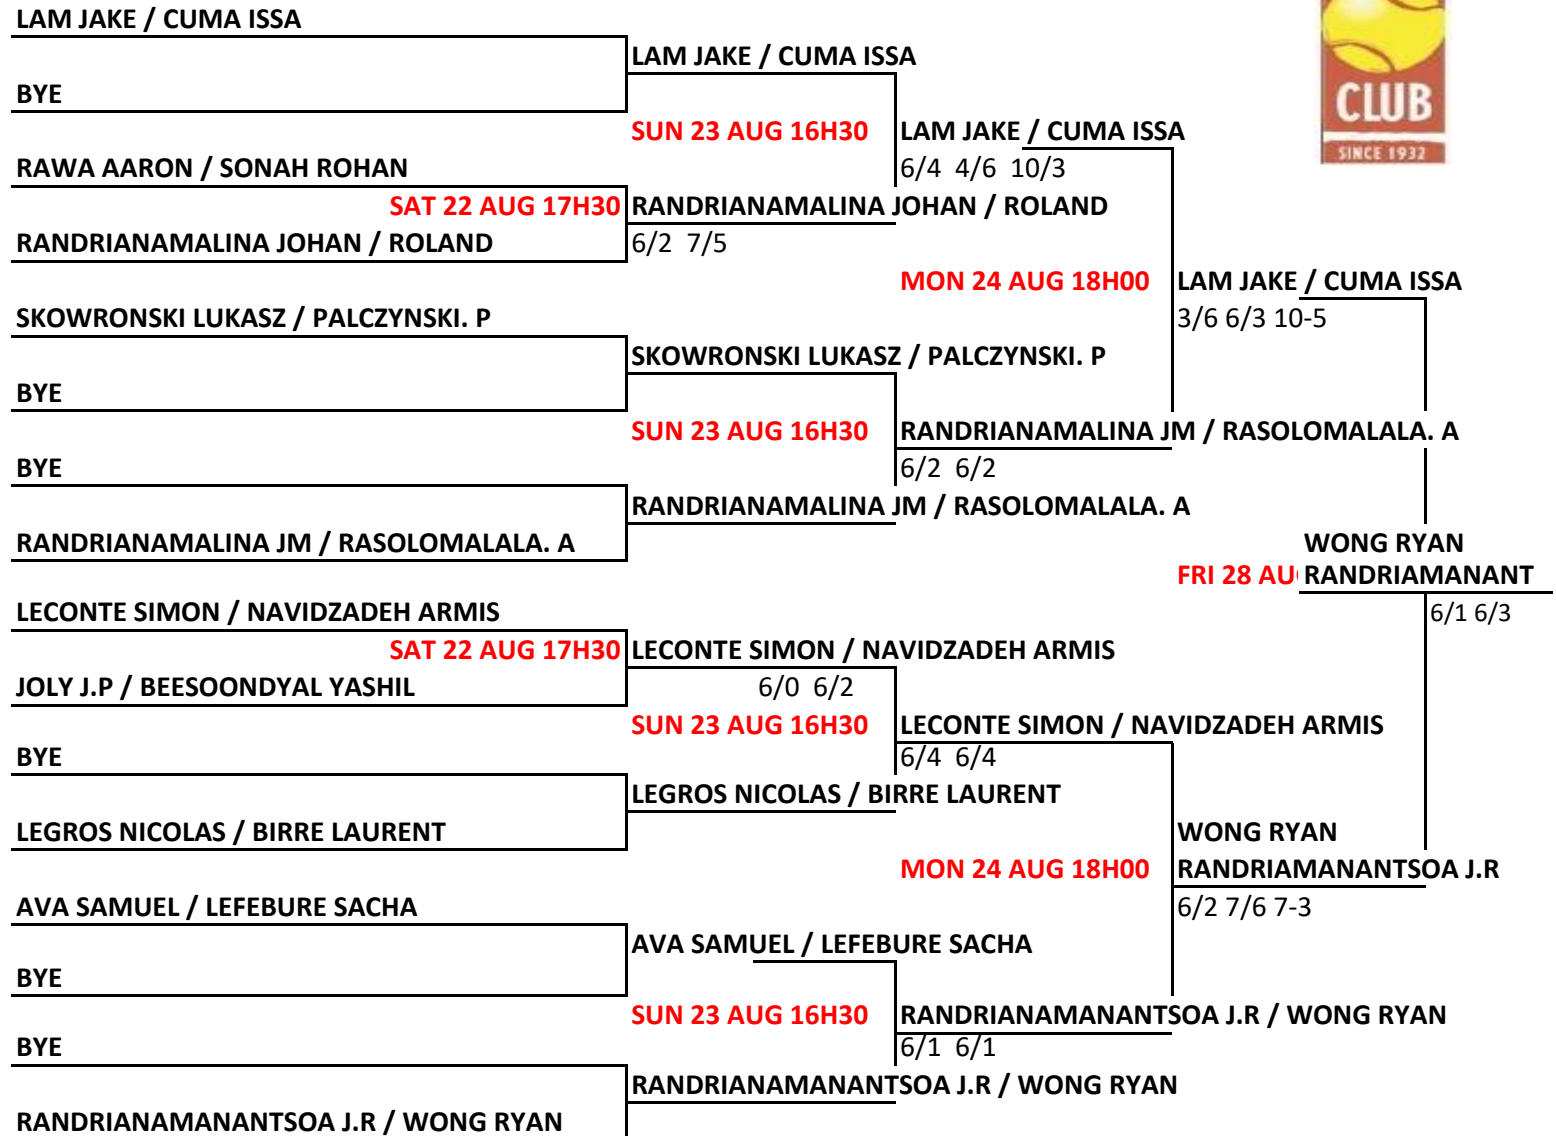 LAM JAKE / CUMA ISSA
LAM JAKE / CUMA ISSA
BYE
CLUB
SUN 23 AUG 16H30 LAM JAKE / CUMA ISSA
SINCE 1932
RAWA AARON / SONAH ROHAN 6/4 4/6 10/3
SAT 22 AUG 17H30 RANDRIANAMALINA JOHAN / ROLAND
RANDRIANAMALINA JOHAN / ROLAND 6/2 7/5
MON 24 AUG 18H00 LAM JAKE / CUMA ISSA
SKOWRONSKI LUKASZ / PALCZYNSKI. P 3/6 6/3 10-5
SKOWRONSKI LUKASZ / PALCZYNSKI. P
BYE
SUN 23 AUG 16H30 RANDRIANAMALINA JM / RASOLOMALALA. A
BYE 6/2 6/2
RANDRIANAMALINA JM / RASOLOMALALA. A
RANDRIANAMALINA JM / RASOLOMALALA. A WONG RYAN
FRI 28 AU RANDRIAMANANT
LECONTE SIMON / NAVIDZADEH ARMIS 6/1 6/3
SAT 22 AUG 17H30 LECONTE SIMON / NAVIDZADEH ARMIS
JOLY J.P / BEESOONDYAL YASHIL 6/0 6/2
SUN 23 AUG 16H30 LECONTE SIMON / NAVIDZADEH ARMIS
BYE 6/4 6/4
LEGROS NICOLAS / BIRRE LAURENT
LEGROS NICOLAS / BIRRE LAURENT WONG RYAN
MON 24 AUG 18H00 RANDRIAMANANTSOA J.R
AVA SAMUEL / LEFEBURE SACHA 6/2 7/6 7-3
AVA SAMUEL / LEFEBURE SACHA
BYE
SUN 23 AUG 16H30 RANDRIANAMANANTSOA J.R / WONG RYAN
BYE 6/1 6/1
RANDRIANAMANANTSOA J.R / WONG RYAN
RANDRIANAMANANTSOA J.R / WONG RYAN